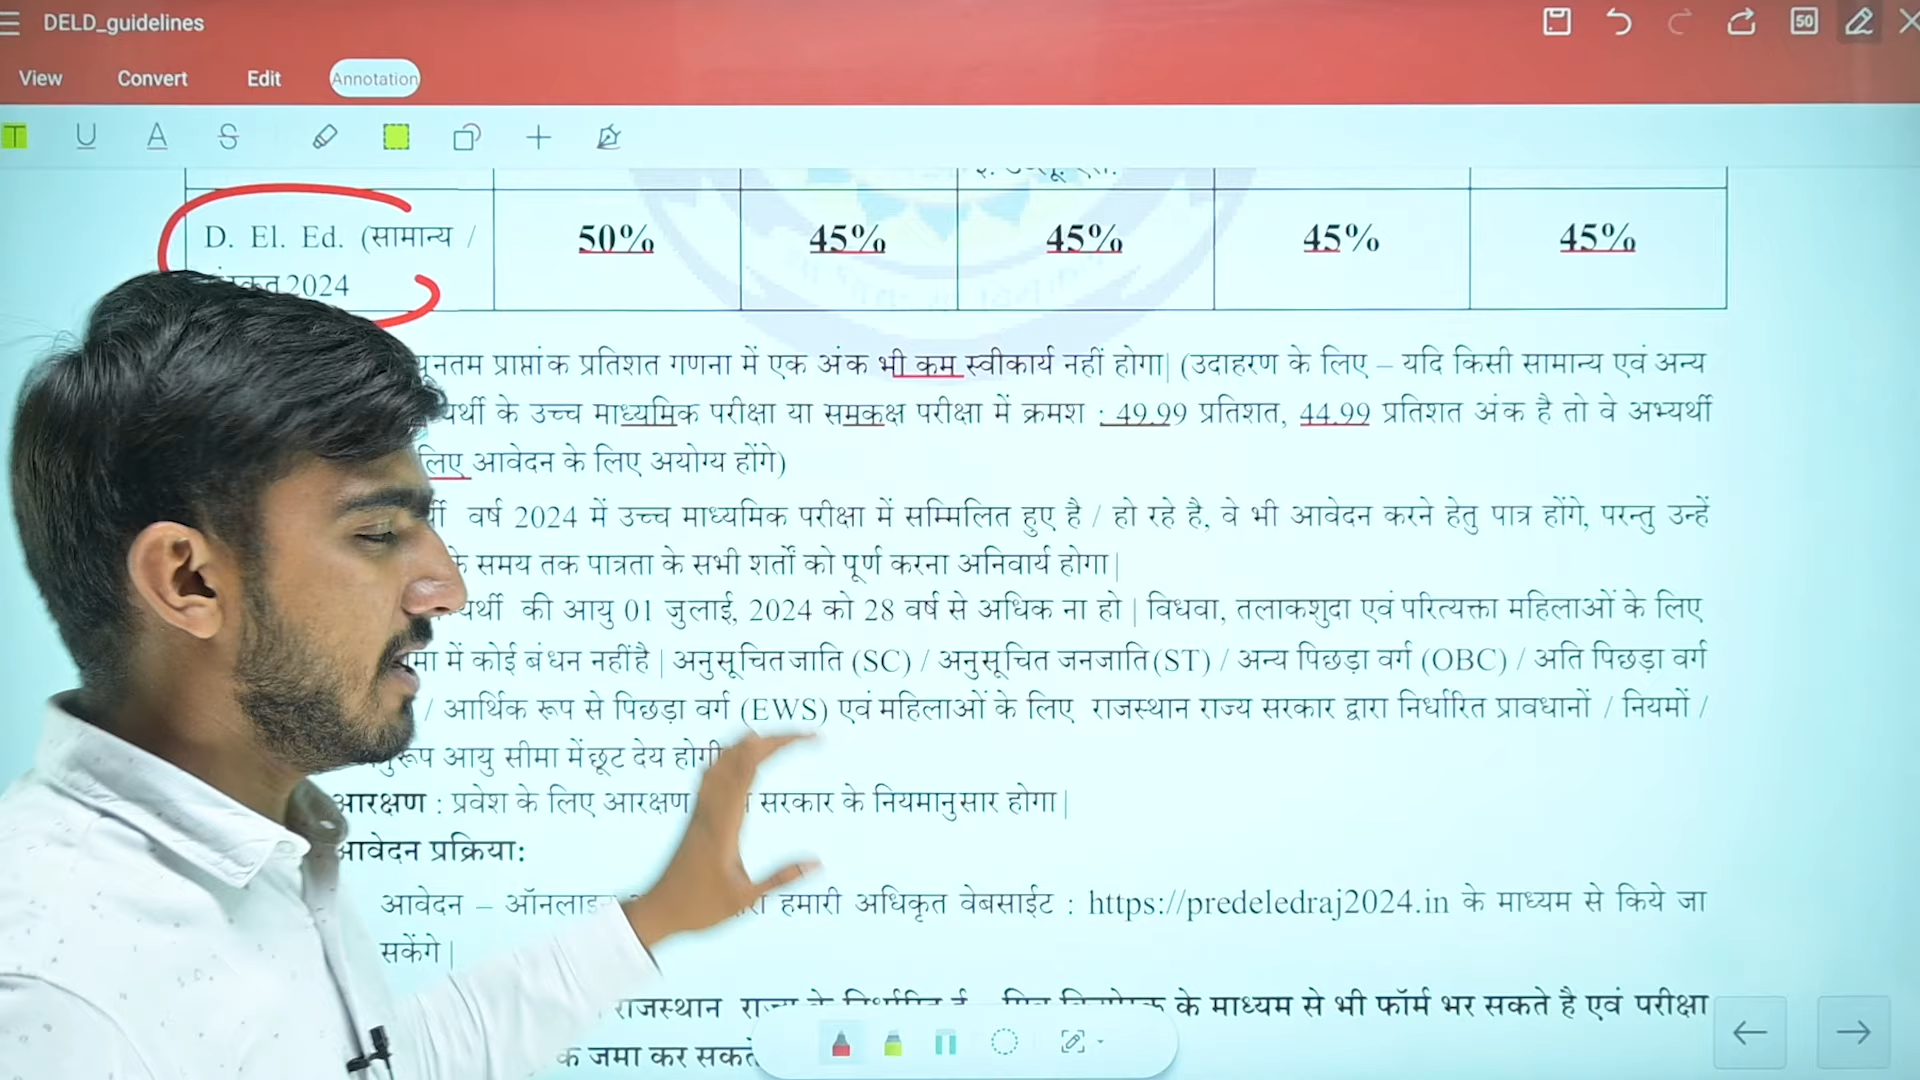 DELD_guidelines
50
View Convert Edit Annotation
T U A S
D. El. Ed. (सामान्य / 50% 45% 45% 45% 45%
2024
प्राप्तांक प्रतिशत गणना में एक अंक भी कम स्वीकार्य नहीं होगा| (उदाहरण के लिए – यदि किसी सामान्य एवं अन्य
के उच्च माध्यमिक परीक्षा या समकक्ष परीक्षा में क्रमश : 49.99 प्रतिशत, 44.99 प्रतिशत अंक है तो वे अभ्यर्थी
लिए आवेदन के लिए अयोग्य होंगे)
वर्ष 2024 में उच्च माध्यमिक परीक्षा में सम्मिलित हुए है / हो रहे है, वे भी आवेदन करने हेतु पात्र होंगे, परन्तु उन्हें
के समय तक पात्रता के सभी शर्तों को पूर्ण करना अनिवार्य होगा|
की आयु 01 जुलाई, 2024 को 28 वर्ष से अधिक ना हो | विधवा, तलाकशुदा एवं परित्यक्ता महिलाओं के लिए
में कोई बंधन नहींहै | अनुसूचितजाति (SC) / अनुसूचित जनजाति(ST) / अन्य पिछड़ा वर्ग (OBC) / अति पिछड़ा वर्ग
/ आर्थिक रूप से पिछड़ा वर्ग (EWS) एवंमहिलाओं के लिए राजस्थान राज्य सरकार द्वारा निर्धारित प्रावधानों / नियमों /
आयु सीमा मेंछूट देय होगी
आरक्षण : प्रवेश के लिए आरक्षण सरकार के नियमानुसार होगा|
आवेदन प्रक्रिया:
आवेदन – ऑनलाइन हमारी अधिकृत वेबसाईट : https://predeledraj2024.in के माध्यम से किये जा
सकेंगे|
राजस्थान के माध्यम से भी फॉर्म भर सकते है एवं परीक्षा
जमा कर सकते